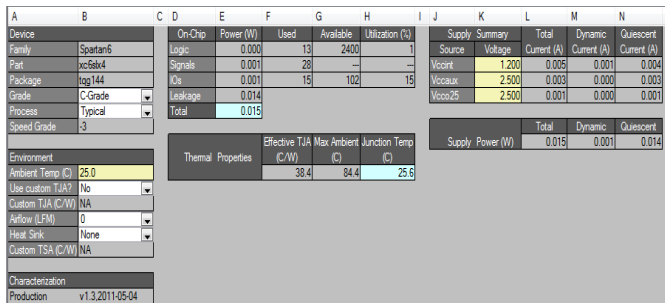 A B C D E F G H I J K L M N
Device On-Chip Power (W) Used Available Utilization (%) Supply Summary Total Dynamic Quiescent
Family Spartan6 Logic 0.000 13 2400 1 Source Voltage Current (A) Current (A) Current (A)
Part xc6slx4 Signals 0.001 28 --- --- Vccint 1.200 0.005 0.001 0.004
Package tqg144 IOs 0.001 15 102 15 Vccaux 2.500 0.003 0.000 0.003
Grade C-Grade Leakage 0.014 Vcco25 2.500 0.001 0.000 0.001
Process Typical Total 0.015
Speed Grade -3 Total Dynamic Quiescent
Effective TJA Max Ambient Junction Temp Supply Power (W) 0.015 0.001 0.014
Environment Thermal Properties (C/W) (C) (C)
Ambient Temp (C) 25.0 38.4 84.4 25.6
Use custom TJA? No
Custom TJA (C/W) NA
Airflow (LFM) 0
Heat Sink None
Custom TSA (C/W) NA
Characterization
Production v1.3,2011-05-04